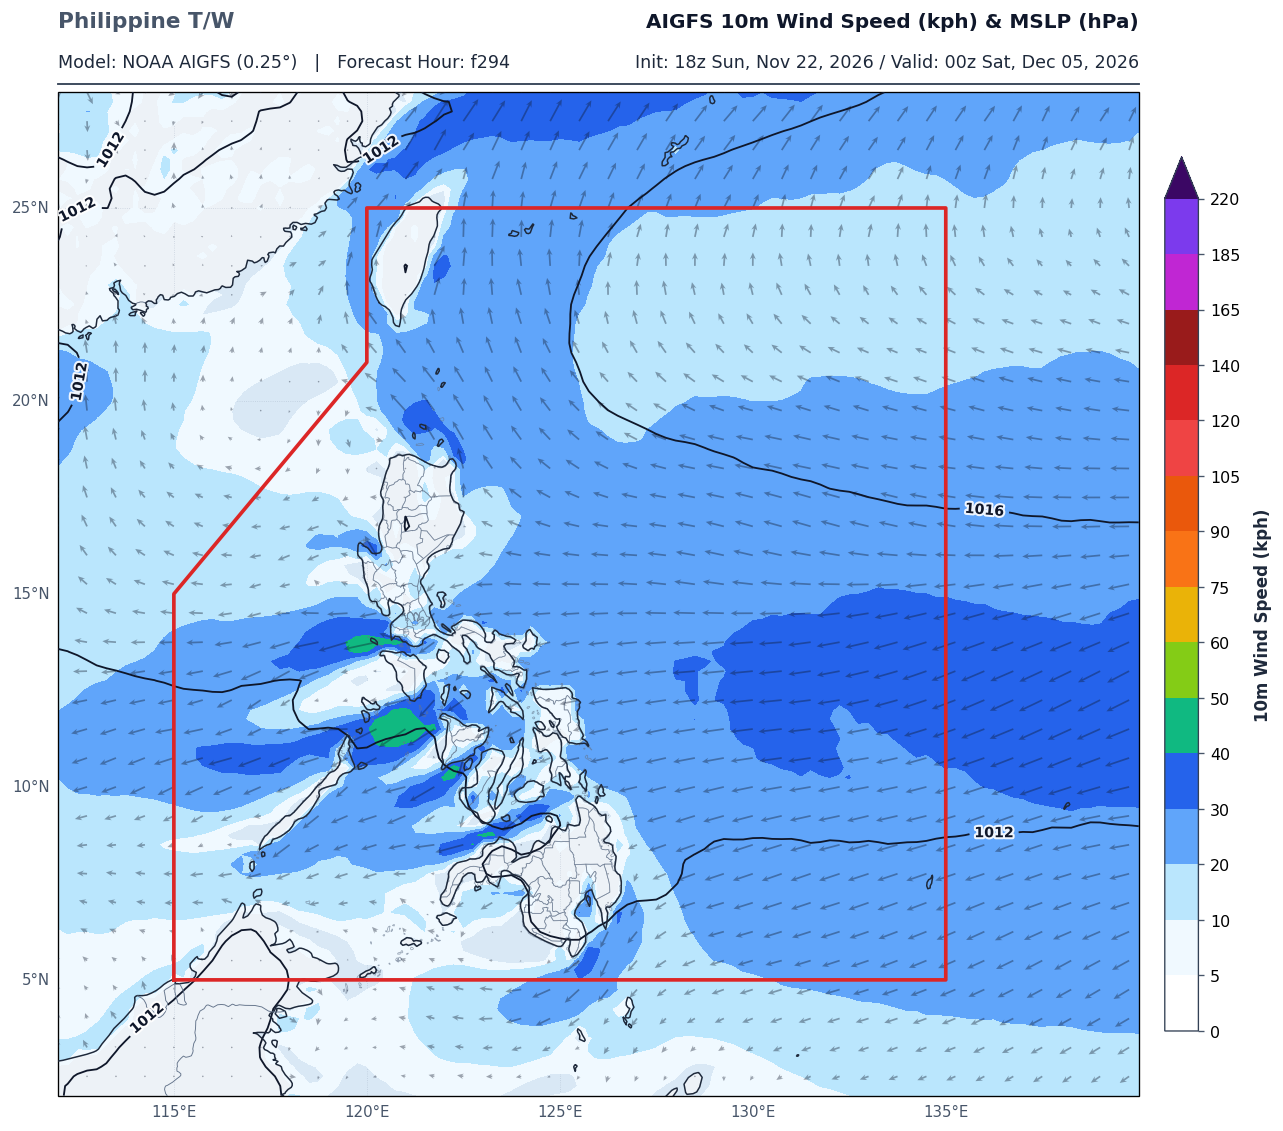 Philippine T/W
AIGFS 10m Wind Speed (kph) & MSLP (hPa)
Model: NOAA AIGFS (0.25°) | Forecast Hour: f294
Init: 18z Sun, Nov 22, 2026 / Valid: 00z Sat, Dec 05, 2026
1012
1012
1012
1012
1016
1012
1012
25°N
20°N
15°N
10°N
5°N
115°E
120°E
125°E
130°E
135°E
220
185
165
140
120
105
90
75
60
50
40
30
20
10
5
0
10m Wind Speed (kph)